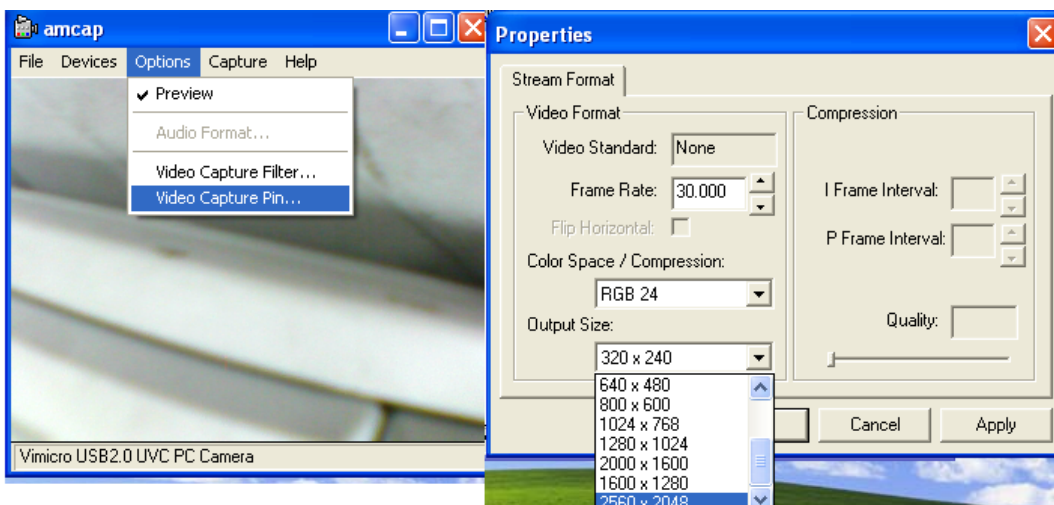 amcap
File Devices Options Capture Help
Preview
Audio Format...
Video Capture Filter...
Video Capture Pin...
Vimicro USB2.0 UVC PC Camera
Properties
Stream Format
Video Format
Video Standard: None
Frame Rate: 30.000
Flip Horizontal:
Color Space / Compression:
RGB 24
Output Size:
320 x 240
640 x 480
800 x 600
1024 x 768
1280 x 1024
2000 x 1600
1600 x 1280
2560 x 2048
Compression
I Frame Interval:
P Frame Interval:
Quality:
Cancel Apply